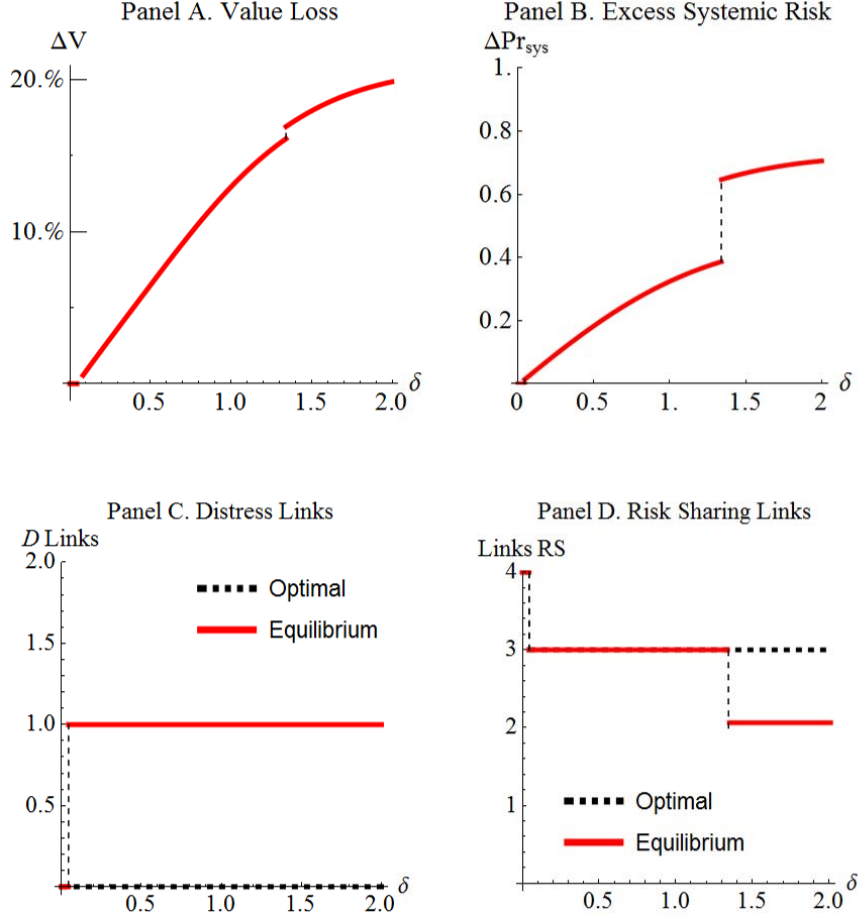 Panel A. Value Loss
ΔV
20.%
10.%
0.5 1.0 1.5 2.0 δ
Panel B. Excess Systemic Risk
ΔPr_sys
1.
0.8
0.6
0.4
0.2
0 0.5 1. 1.5 2 δ
Panel C. Distress Links
D Links
2.0
1.5
1.0
0.5
0.5 1.0 1.5 2.0 δ
Optimal
Equilibrium
Panel D. Risk Sharing Links
Links RS
4
3
2
1
0.5 1.0 1.5 2.0 δ
Optimal
Equilibrium